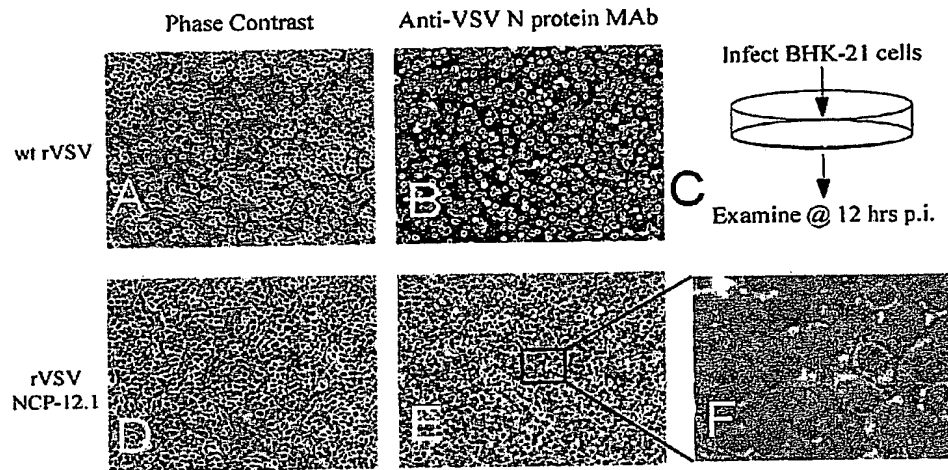 Phase Contrast
Anti-VSV N protein MAb
Infect BHK-21 cells
wt rVSV
A
B
C
Examine @ 12 hrs p.i.
rVSV
NCP-12.1
D
E
F